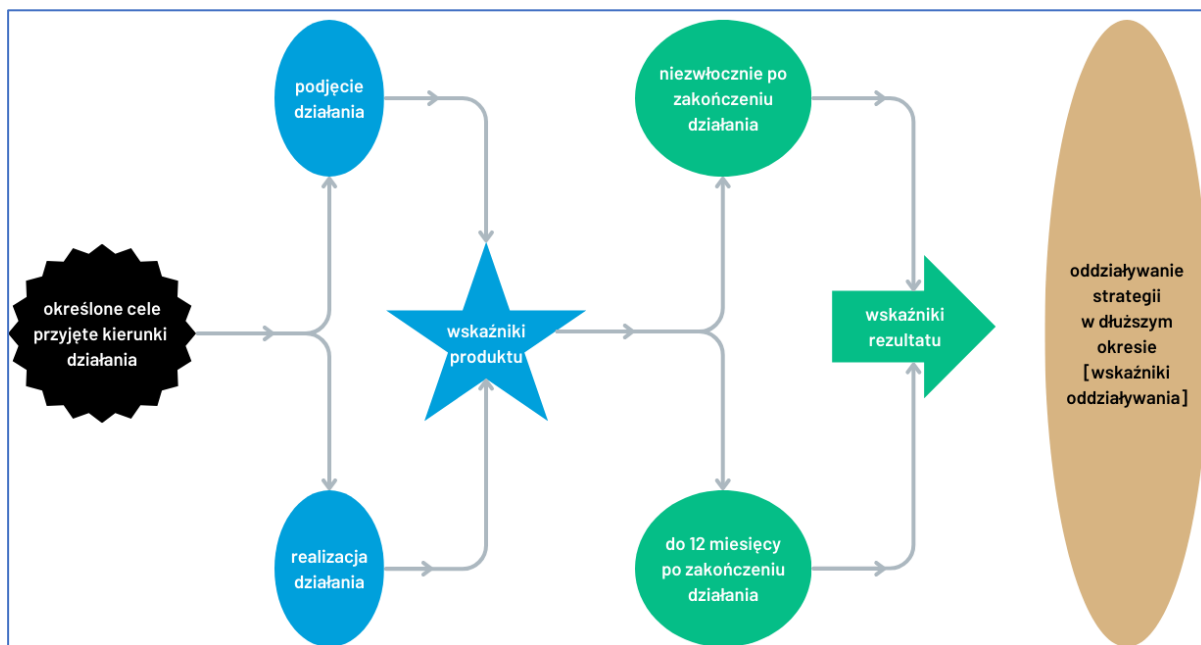 podjęcie
działania
niezwłocznie po
zakończeniu
działania
określone cele
przyjęte kierunki
działania
wskaźniki
produktu
wskaźniki
rezultatu
oddziaływanie
strategii
w dłuższym
okresie
[wskaźniki
oddziaływania]
realizacja
działania
do 12 miesięcy
po zakończeniu
działania